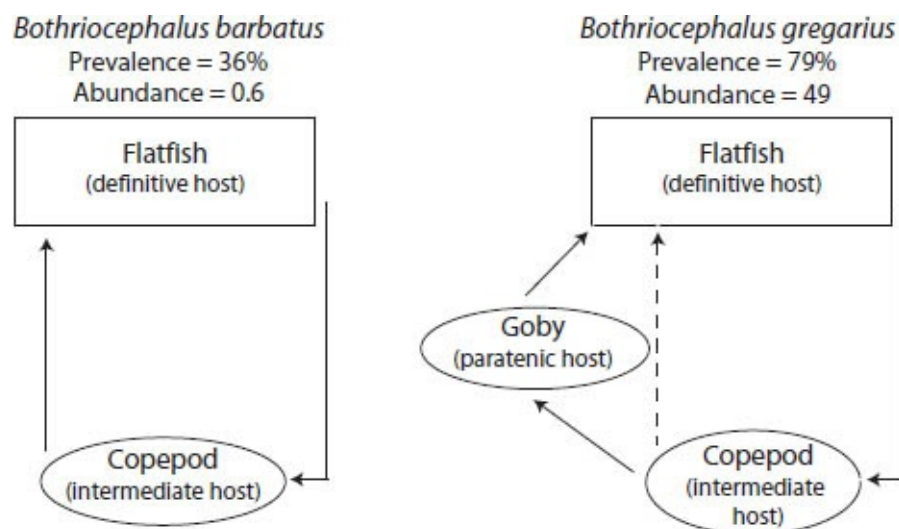 Bothriocephalus barbatus
Prevalence = 36%
Abundance = 0.6
Flatfish
(definitive host)
Copepod
(intermediate host)
Bothriocephalus gregarius
Prevalence = 79%
Abundance = 49
Flatfish
(definitive host)
Goby
(paratenic host)
Copepod
(intermediate
host)